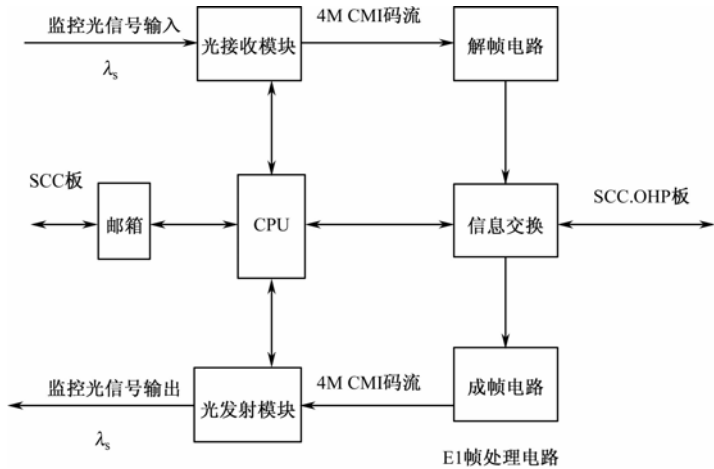 监控光信号输入
λs
光接收模块
4M CMI码流
解帧电路
SCC板
邮箱
CPU
信息交换
SCC.OHP板
监控光信号输出
λs
光发射模块
4M CMI码流
成帧电路
E1帧处理电路